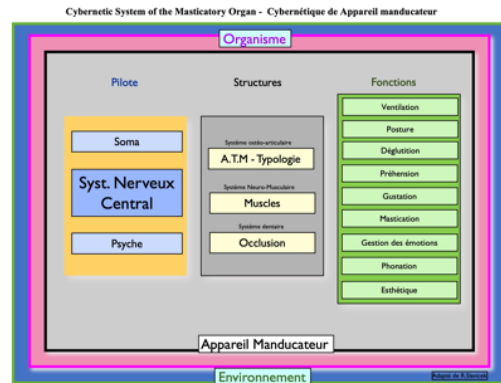 Cybernetic System of the Masticatory Organ - Cybernétique de Appareil manducateur
Organisme
Pilote
Structures
Fonctions
Soma
Syst. Nerveux
Central
Psyche
Système ostéo-articulaire
A.T.M - Typologie
Système Neuro-Musculaire
Muscles
Système dentaire
Occlusion
Ventilation
Posture
Déglutition
Préhension
Gustation
Mastication
Gestion des émotions
Phonation
Esthétique
Appareil Manducateur
Environnement